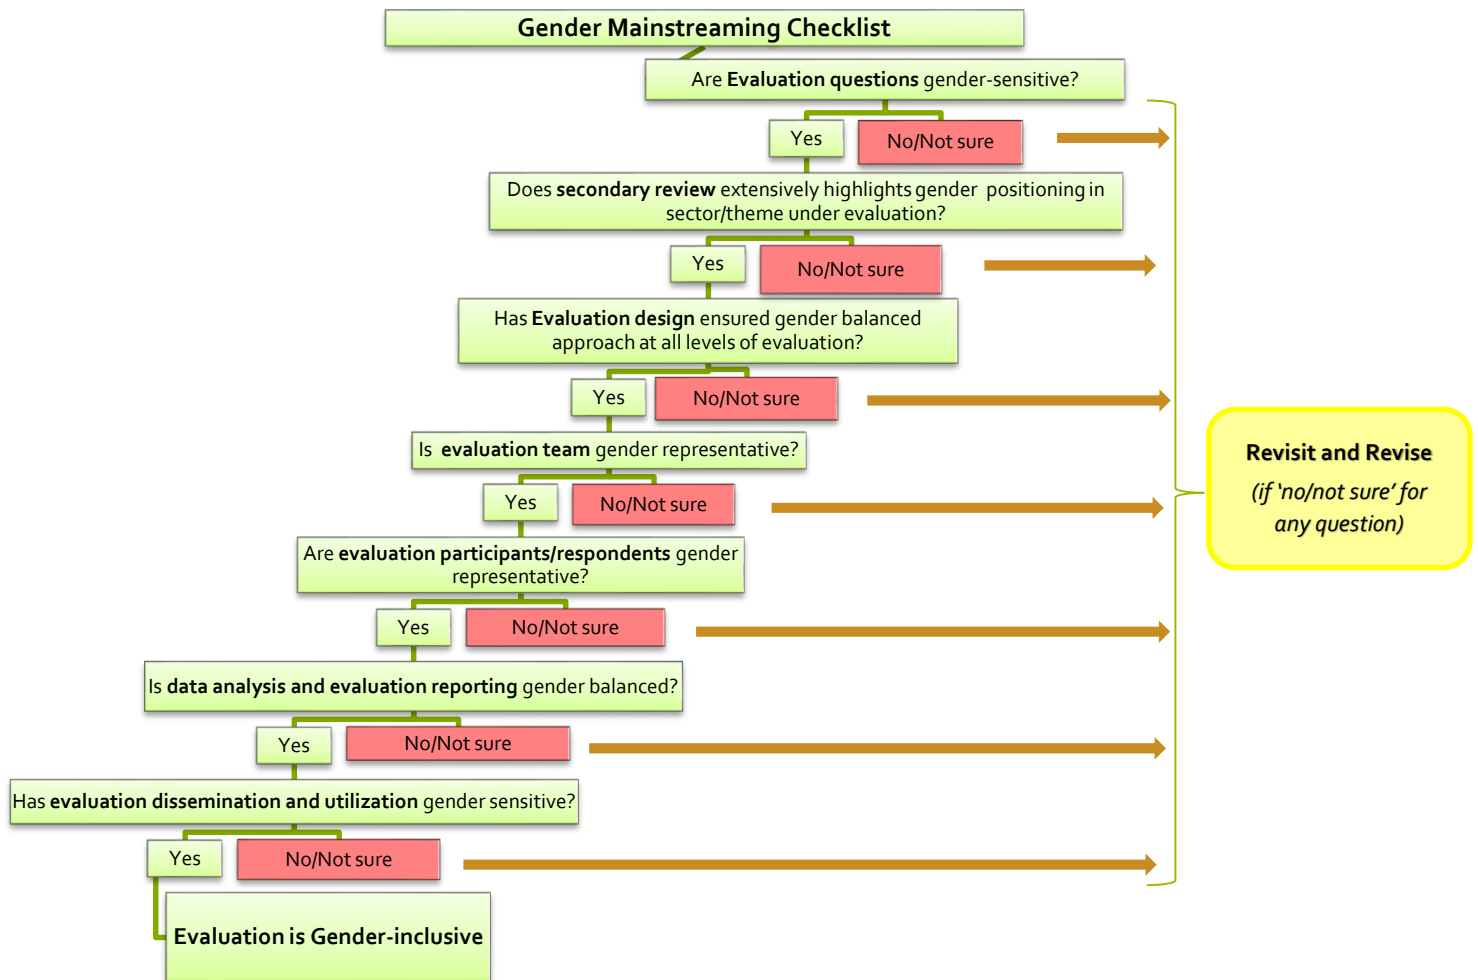 Gender Mainstreaming Checklist
Are Evaluation questions gender-sensitive?
Yes
No/Not sure
Does secondary review extensively highlights gender positioning in
sector/theme under evaluation?
Yes
No/Not sure
Has Evaluation design ensured gender balanced
approach at all levels of evaluation?
Yes
No/Not sure
Is evaluation team gender representative?
Yes
No/Not sure
Are evaluation participants/respondents gender
representative?
Yes
No/Not sure
Is data analysis and evaluation reporting gender balanced?
Yes
No/Not sure
Has evaluation dissemination and utilization gender sensitive?
Yes
No/Not sure
Evaluation is Gender-inclusive
Revisit and Revise
(if ‘no/not sure’ for
any question)